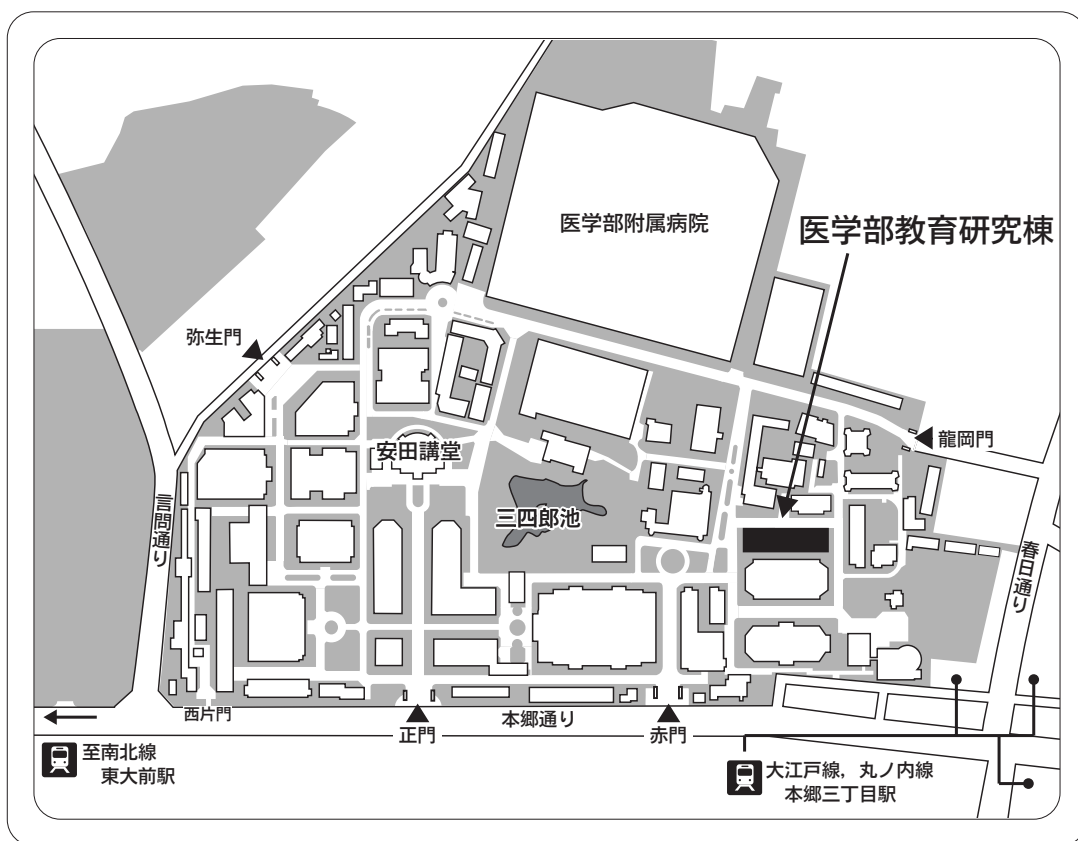 医学部附属病院
医学部教育研究棟
弥生門
安田講堂
龍岡門
三四郎池
言問通り
春日通り
西片門
本郷通り
正門
赤門
至南北線
東大前駅
大江戸線，丸ノ内線
本郷三丁目駅